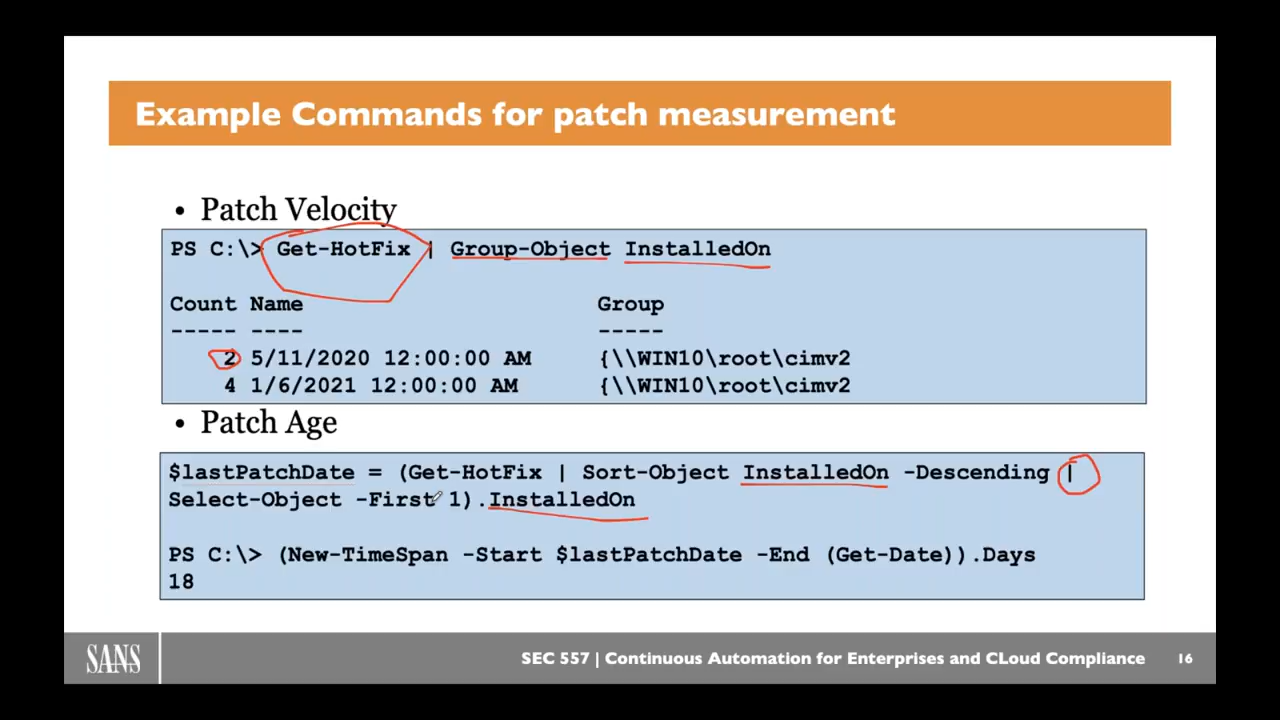 Example Commands for patch measurement
• Patch Velocity
PS C:\> Get-HotFix | Group-Object InstalledOn
Count Name Group
----- ---- -----
2 5/11/2020 12:00:00 AM {\\WIN10\root\cimv2
4 1/6/2021 12:00:00 AM {\\WIN10\root\cimv2
• Patch Age
$lastPatchDate = (Get-HotFix | Sort-Object InstalledOn -Descending |
Select-Object -First 1).InstalledOn
PS C:\> (New-TimeSpan -Start $lastPatchDate -End (Get-Date)).Days
18
SANS SEC 557 | Continuous Automation for Enterprises and CLoud Compliance 16